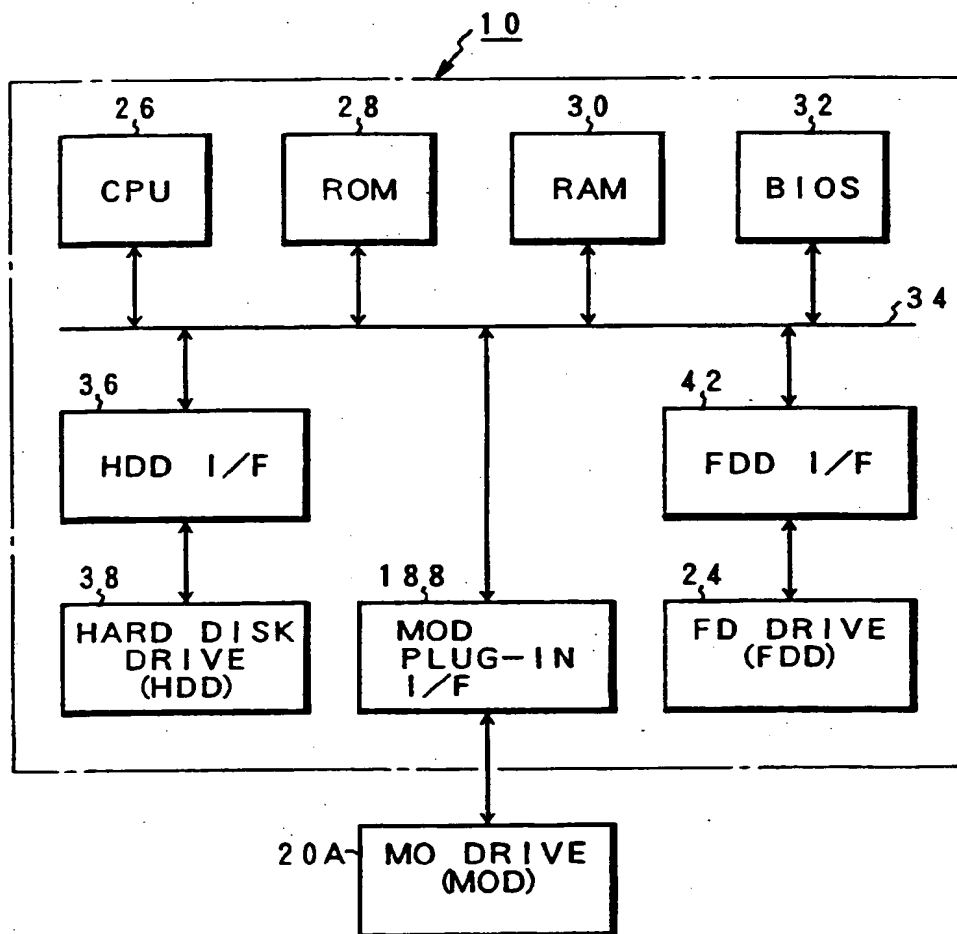 10
26
28
30
32
CPU
ROM
RAM
BIOS
34
36
42
HDD I/F
FDD I/F
38
188
24
HARD DISK
DRIVE
(HDD)
MOD
PLUG-IN
I/F
FD DRIVE
(FDD)
20A
MO DRIVE
(MOD)